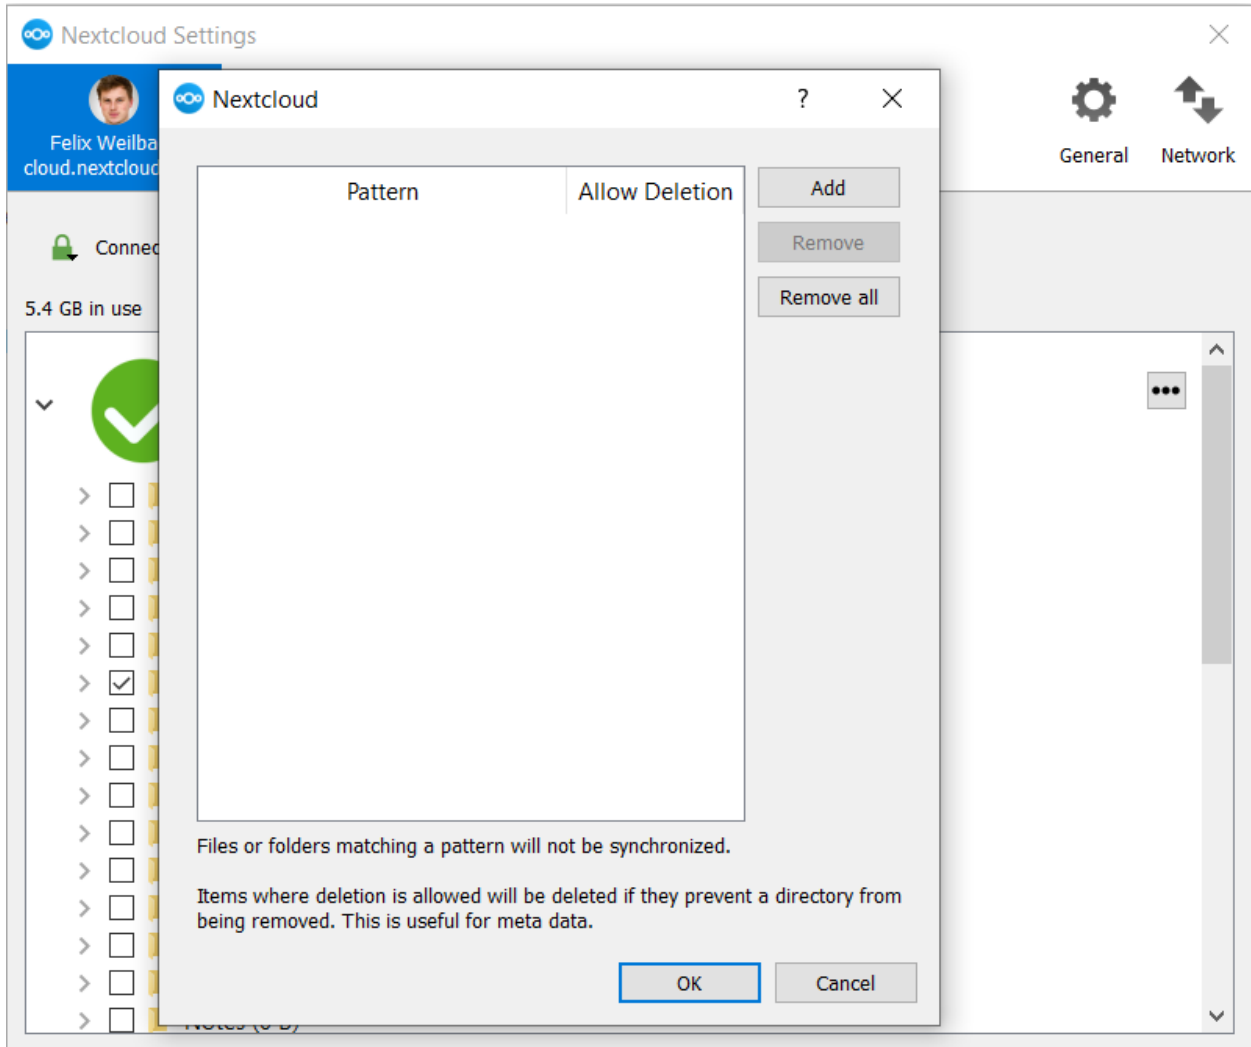 Nextcloud Settings
Nextcloud
?
Felix Weilba
cloud.nextcloud
General
Network
Pattern
Allow Deletion
Add
Remove
Remove all
Connec
5.4 GB in use
Files or folders matching a pattern will not be synchronized.
Items where deletion is allowed will be deleted if they prevent a directory from
being removed. This is useful for meta data.
OK
Cancel